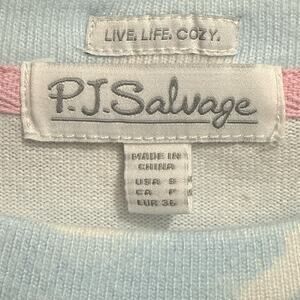 LIVE. LIFE. COZY.
P.J.Salvage
MADE IN
CHINA
USA S
CA P
EUR 36